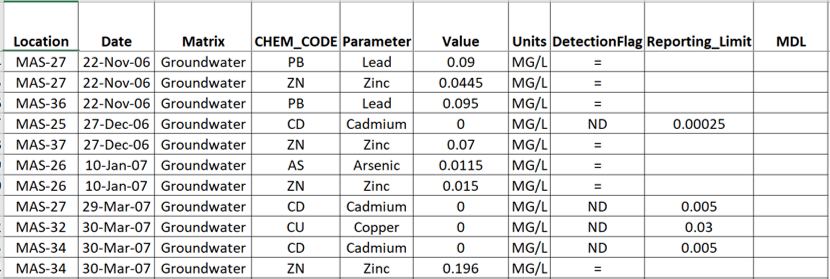 Location Date Matrix CHEM_CODE Parameter Value Units DetectionFlag Reporting_Limit MDL
MAS-27 22-Nov-06 Groundwater PB Lead 0.09 MG/L =
MAS-27 22-Nov-06 Groundwater ZN Zinc 0.0445 MG/L =
MAS-36 22-Nov-06 Groundwater PB Lead 0.095 MG/L =
MAS-25 27-Dec-06 Groundwater CD Cadmium 0 MG/L ND 0.00025
MAS-37 27-Dec-06 Groundwater ZN Zinc 0.07 MG/L =
MAS-26 10-Jan-07 Groundwater AS Arsenic 0.0115 MG/L =
MAS-26 10-Jan-07 Groundwater ZN Zinc 0.015 MG/L =
MAS-27 29-Mar-07 Groundwater CD Cadmium 0 MG/L ND 0.005
MAS-32 30-Mar-07 Groundwater CU Copper 0 MG/L ND 0.03
MAS-34 30-Mar-07 Groundwater CD Cadmium 0 MG/L ND 0.005
MAS-34 30-Mar-07 Groundwater ZN Zinc 0.196 MG/L =